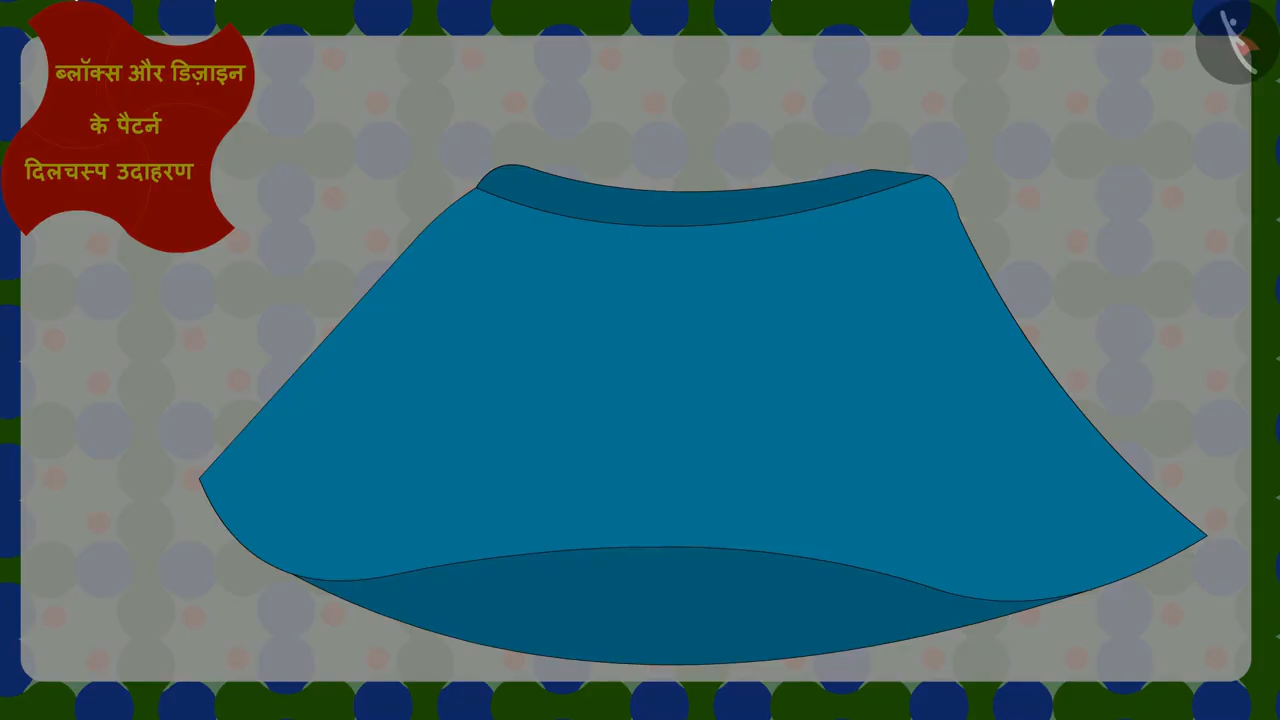 ब्लॉक्स और डिज़ाइन
के पैटर्न
दिलचस्प उदाहरण